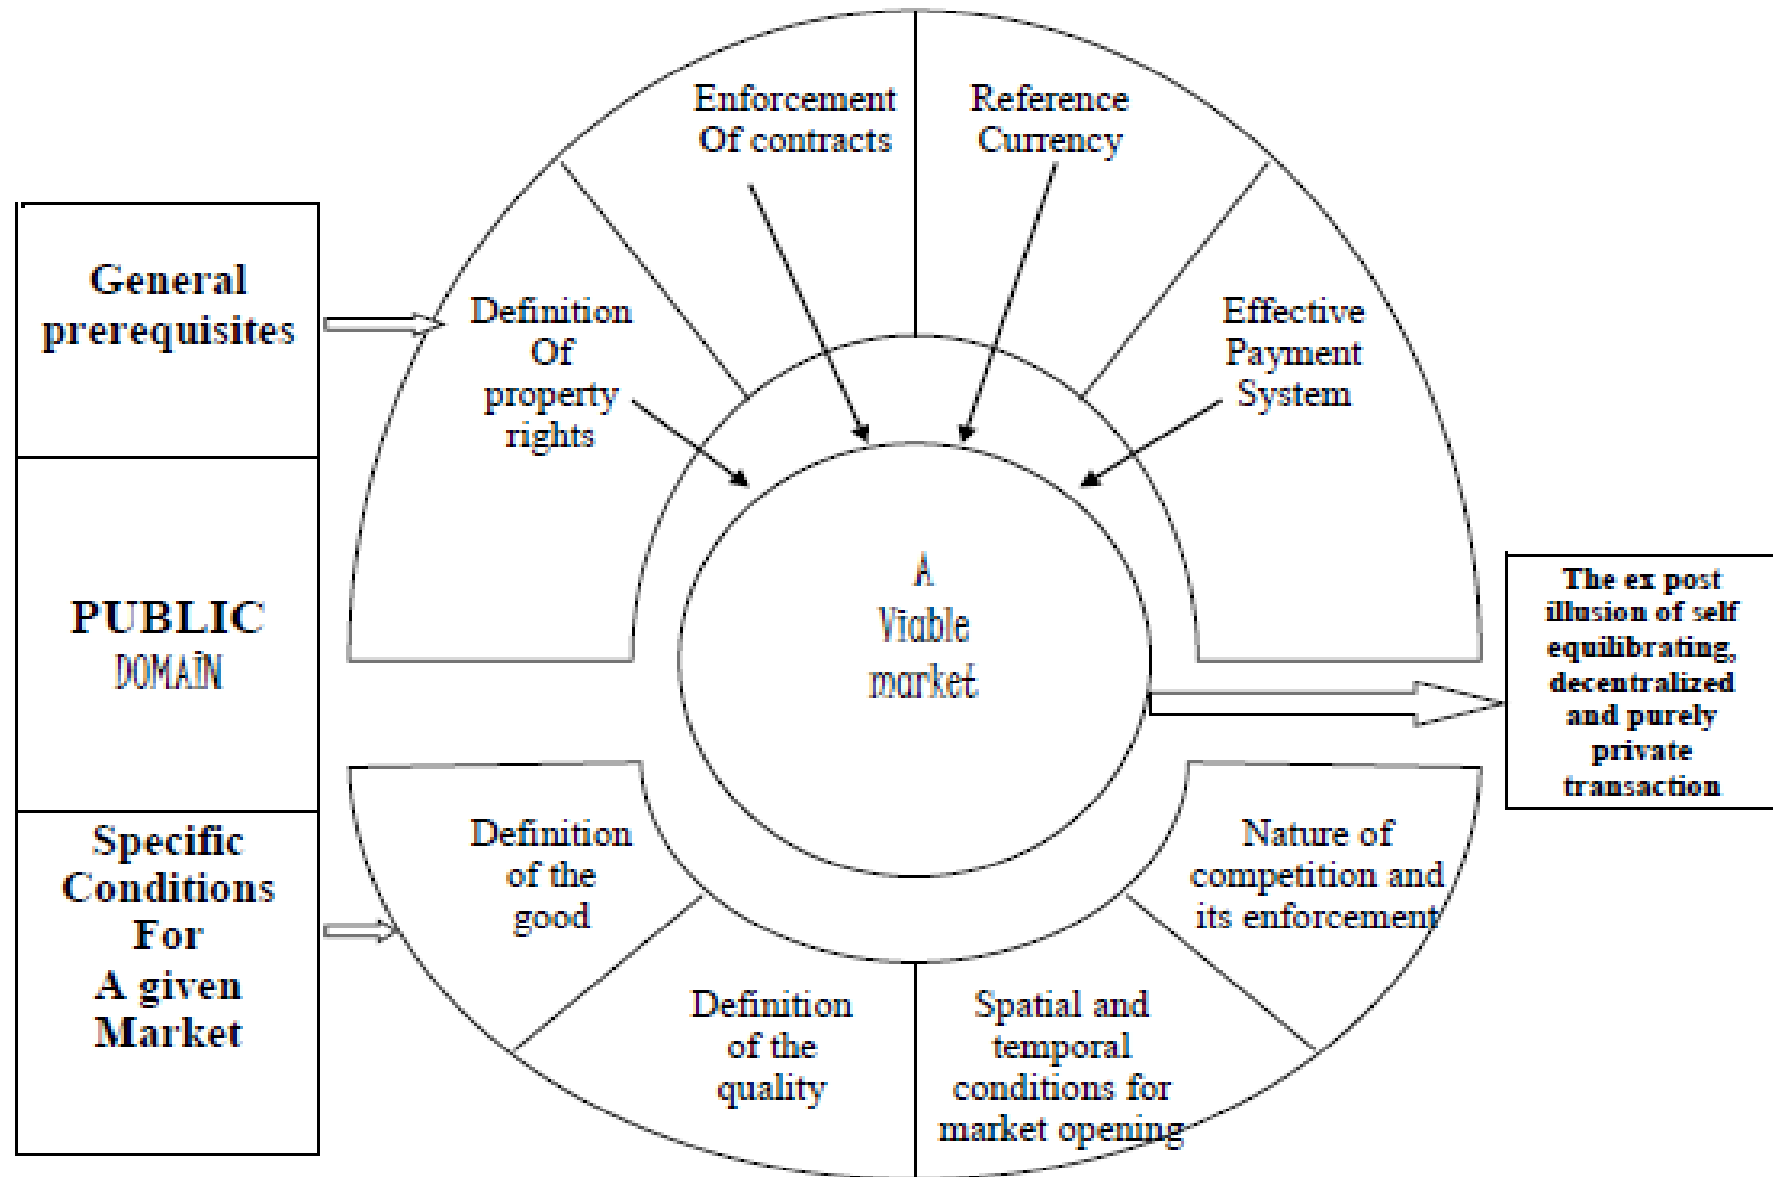 General
prerequisites
PUBLIC
DOMAIN
Specific
Conditions
For
A given
Market
Enforcement
Of contracts
Reference
Currency
Definition
Of
property
rights
Effective
Payment
System
A
Viable
market
The ex post
illusion of self
equilibrating,
decentralized
and purely
private
transaction
Definition
of the
good
Definition
of the
quality
Spatial and
temporal
conditions for
market opening
Nature of
competition and
its enforcement